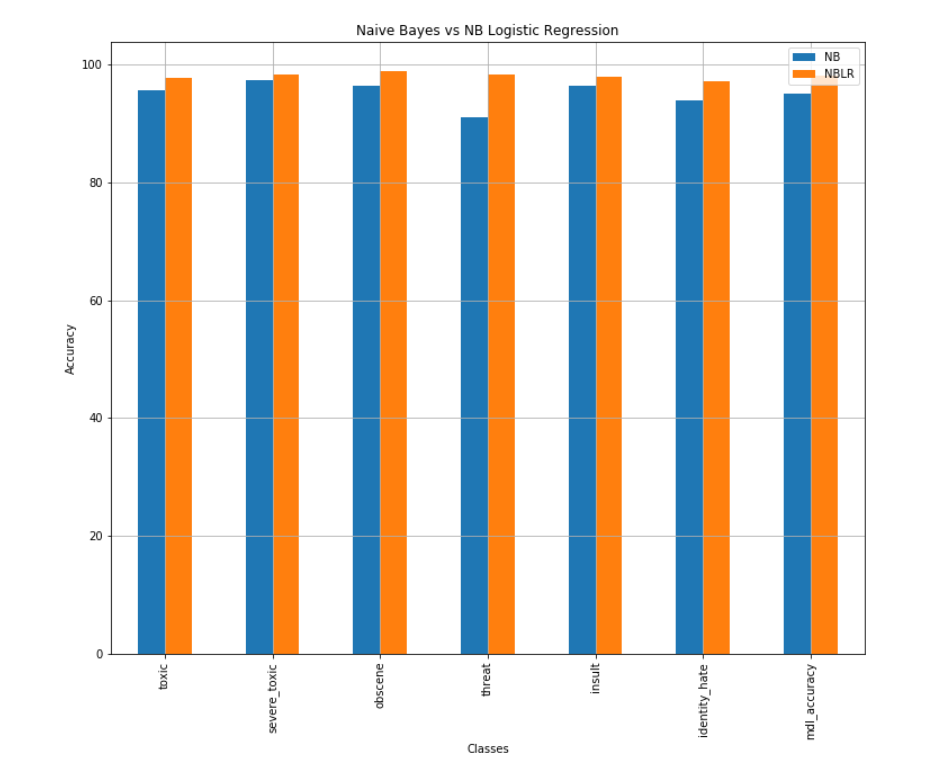 Naive Bayes vs NB Logistic Regression
NB
NBLR
100
80
60
40
20
0
Accuracy
toxic
severe_toxic
obscene
threat
insult
identity_hate
mdl_accuracy
Classes